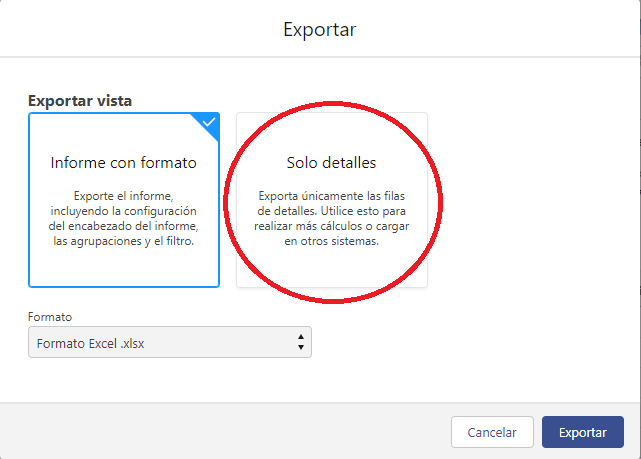 Exportar
Exportar vista
Informe con formato
Exporte el informe,
incluyendo la configuración
del encabezado del informe,
las agrupaciones y el filtro.
Solo detalles
Exporta únicamente las filas
de detalles. Utilice esto para
realizar más cálculos o cargar
en otros sistemas.
Formato
Formato Excel .xlsx
Cancelar
Exportar